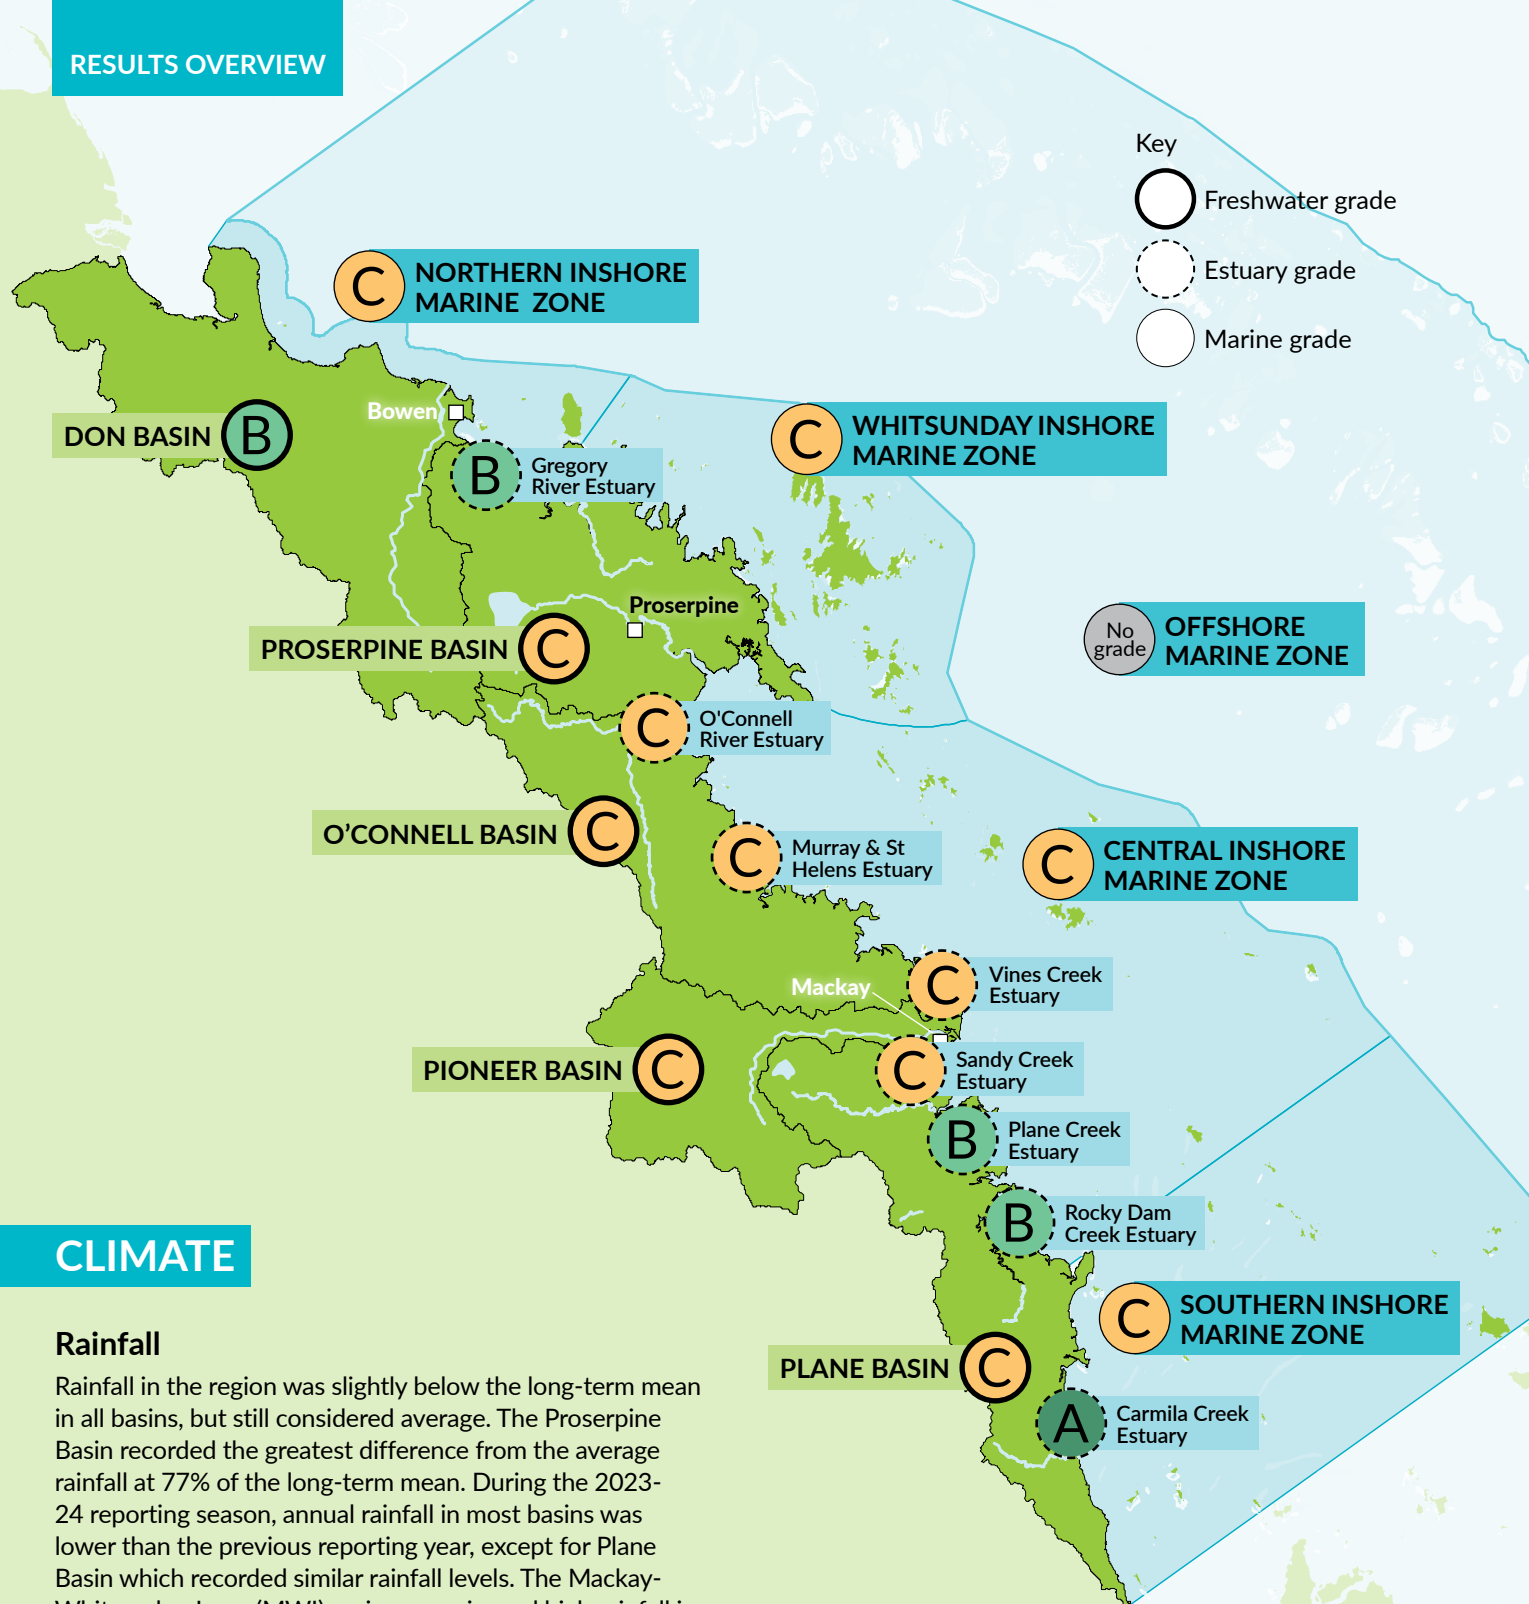 RESULTS OVERVIEW
Key
Freshwater grade
Estuary grade
Marine grade
C
NORTHERN INSHORE
MARINE ZONE
Bowen
DON BASIN
B
B
Gregory
River Estuary
C
WHITSUNDAY INSHORE
MARINE ZONE
Proserpine
PROSERPINE BASIN
C
No
grade
OFFSHORE
MARINE ZONE
C
O'Connell
River Estuary
O’CONNELL BASIN
C
C
Murray & St
Helens Estuary
C
CENTRAL INSHORE
MARINE ZONE
Mackay
C
Vines Creek
Estuary
PIONEER BASIN
C
C
Sandy Creek
Estuary
B
Plane Creek
Estuary
B
Rocky Dam
Creek Estuary
C
SOUTHERN INSHORE
MARINE ZONE
PLANE BASIN
C
A
Carmila Creek
Estuary
CLIMATE
Rainfall
Rainfall in the region was slightly below the long-term mean
in all basins, but still considered average. The Proserpine
Basin recorded the greatest difference from the average
rainfall at 77% of the long-term mean. During the 2023-
24 reporting season, annual rainfall in most basins was
lower than the previous reporting year, except for Plane
Basin which recorded similar rainfall levels. The Mackay-